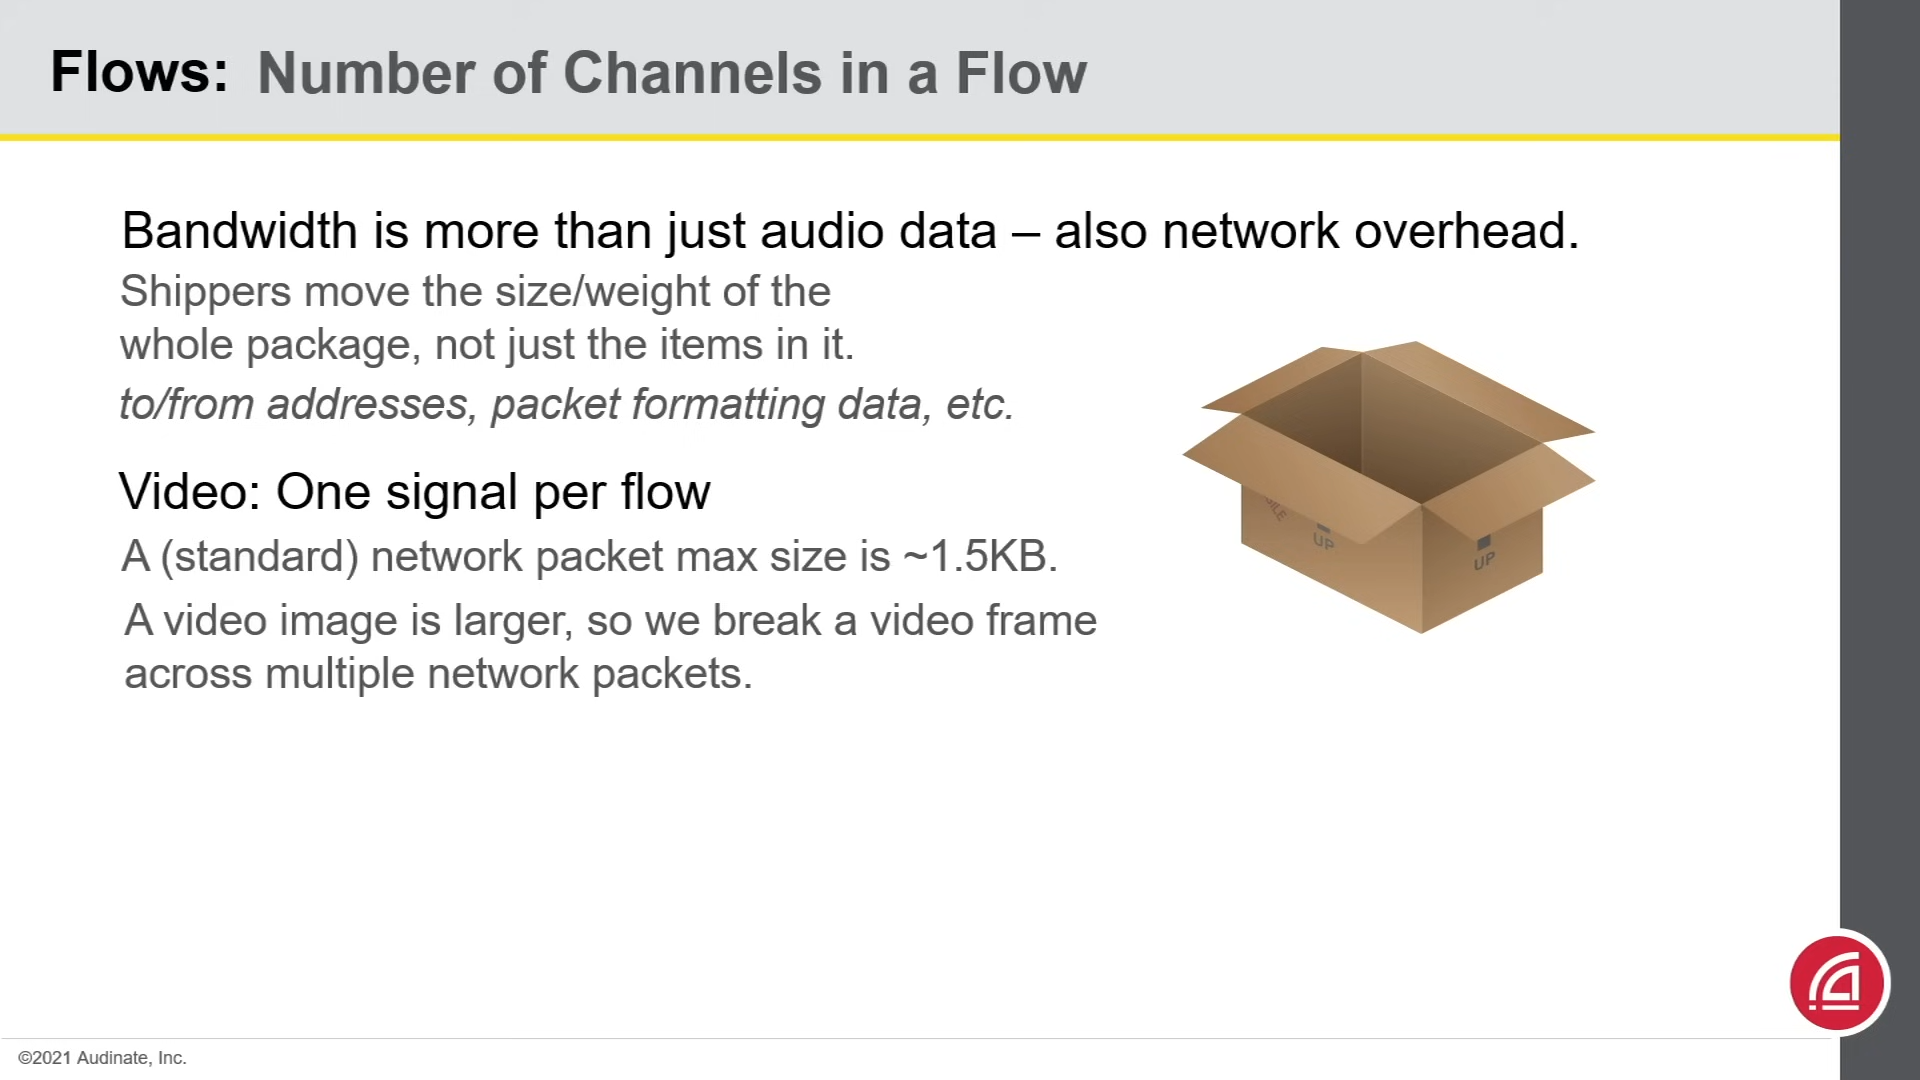 Flows: Number of Channels in a Flow
Bandwidth is more than just audio data – also network overhead.
Shippers move the size/weight of the
whole package, not just the items in it.
to/from addresses, packet formatting data, etc.
Video: One signal per flow
A (standard) network packet max size is ~1.5KB.
A video image is larger, so we break a video frame
across multiple network packets.
UP
UP
©2021 Audinate, Inc.